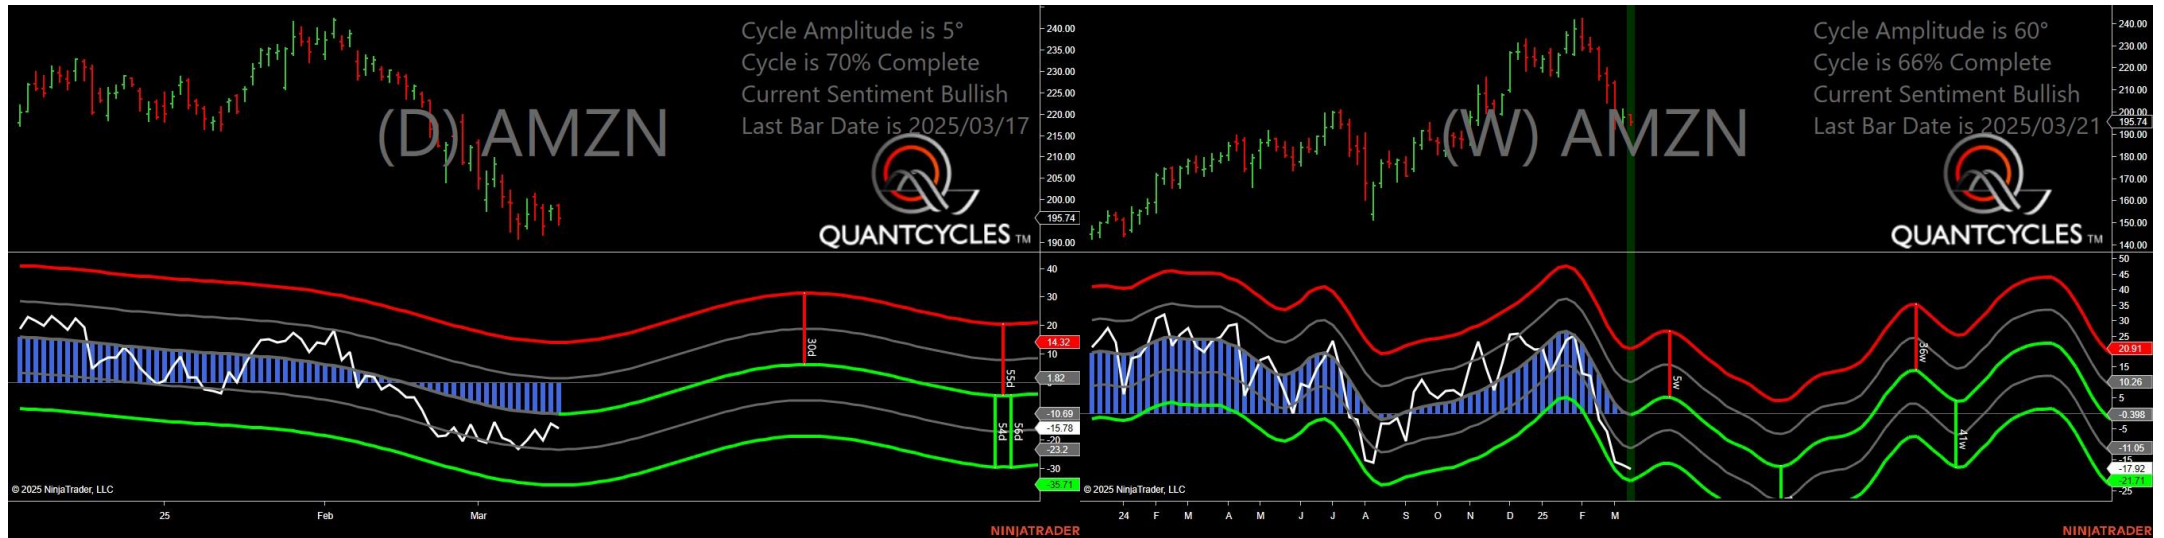 Cycle Amplitude is 5°
Cycle is 70% Complete
Current Sentiment Bullish
Last Bar Date is 2025/03/17
(D) AMZN
QUANTCYCLES TM
240.00
235.00
230.00
225.00
220.00
215.00
210.00
205.00
200.00
195.74
190.00
40
30
20
14.32
10
1.82
-10.69
-15.78
-20
-23.2
-30
-35.71
30d
55d
54d
56d
© 2025 NinjaTrader, LLC
25
Feb
Mar
NINJATRADER
Cycle Amplitude is 60°
Cycle is 66% Complete
Current Sentiment Bullish
Last Bar Date is 2025/03/21
(W) AMZN
QUANTCYCLES TM
240.00
230.00
220.00
210.00
200.00
195.74
190.00
180.00
170.00
160.00
150.00
140.00
50
45
40
35
30
25
20.91
15
10.26
5
-0.398
-5
-11.05
-15
-17.92
-21.71
-25
5w
36w
41w
© 2025 NinjaTrader, LLC
24
F
M
A
M
J
J
A
S
O
N
D
25
F
M
NINJATRADER